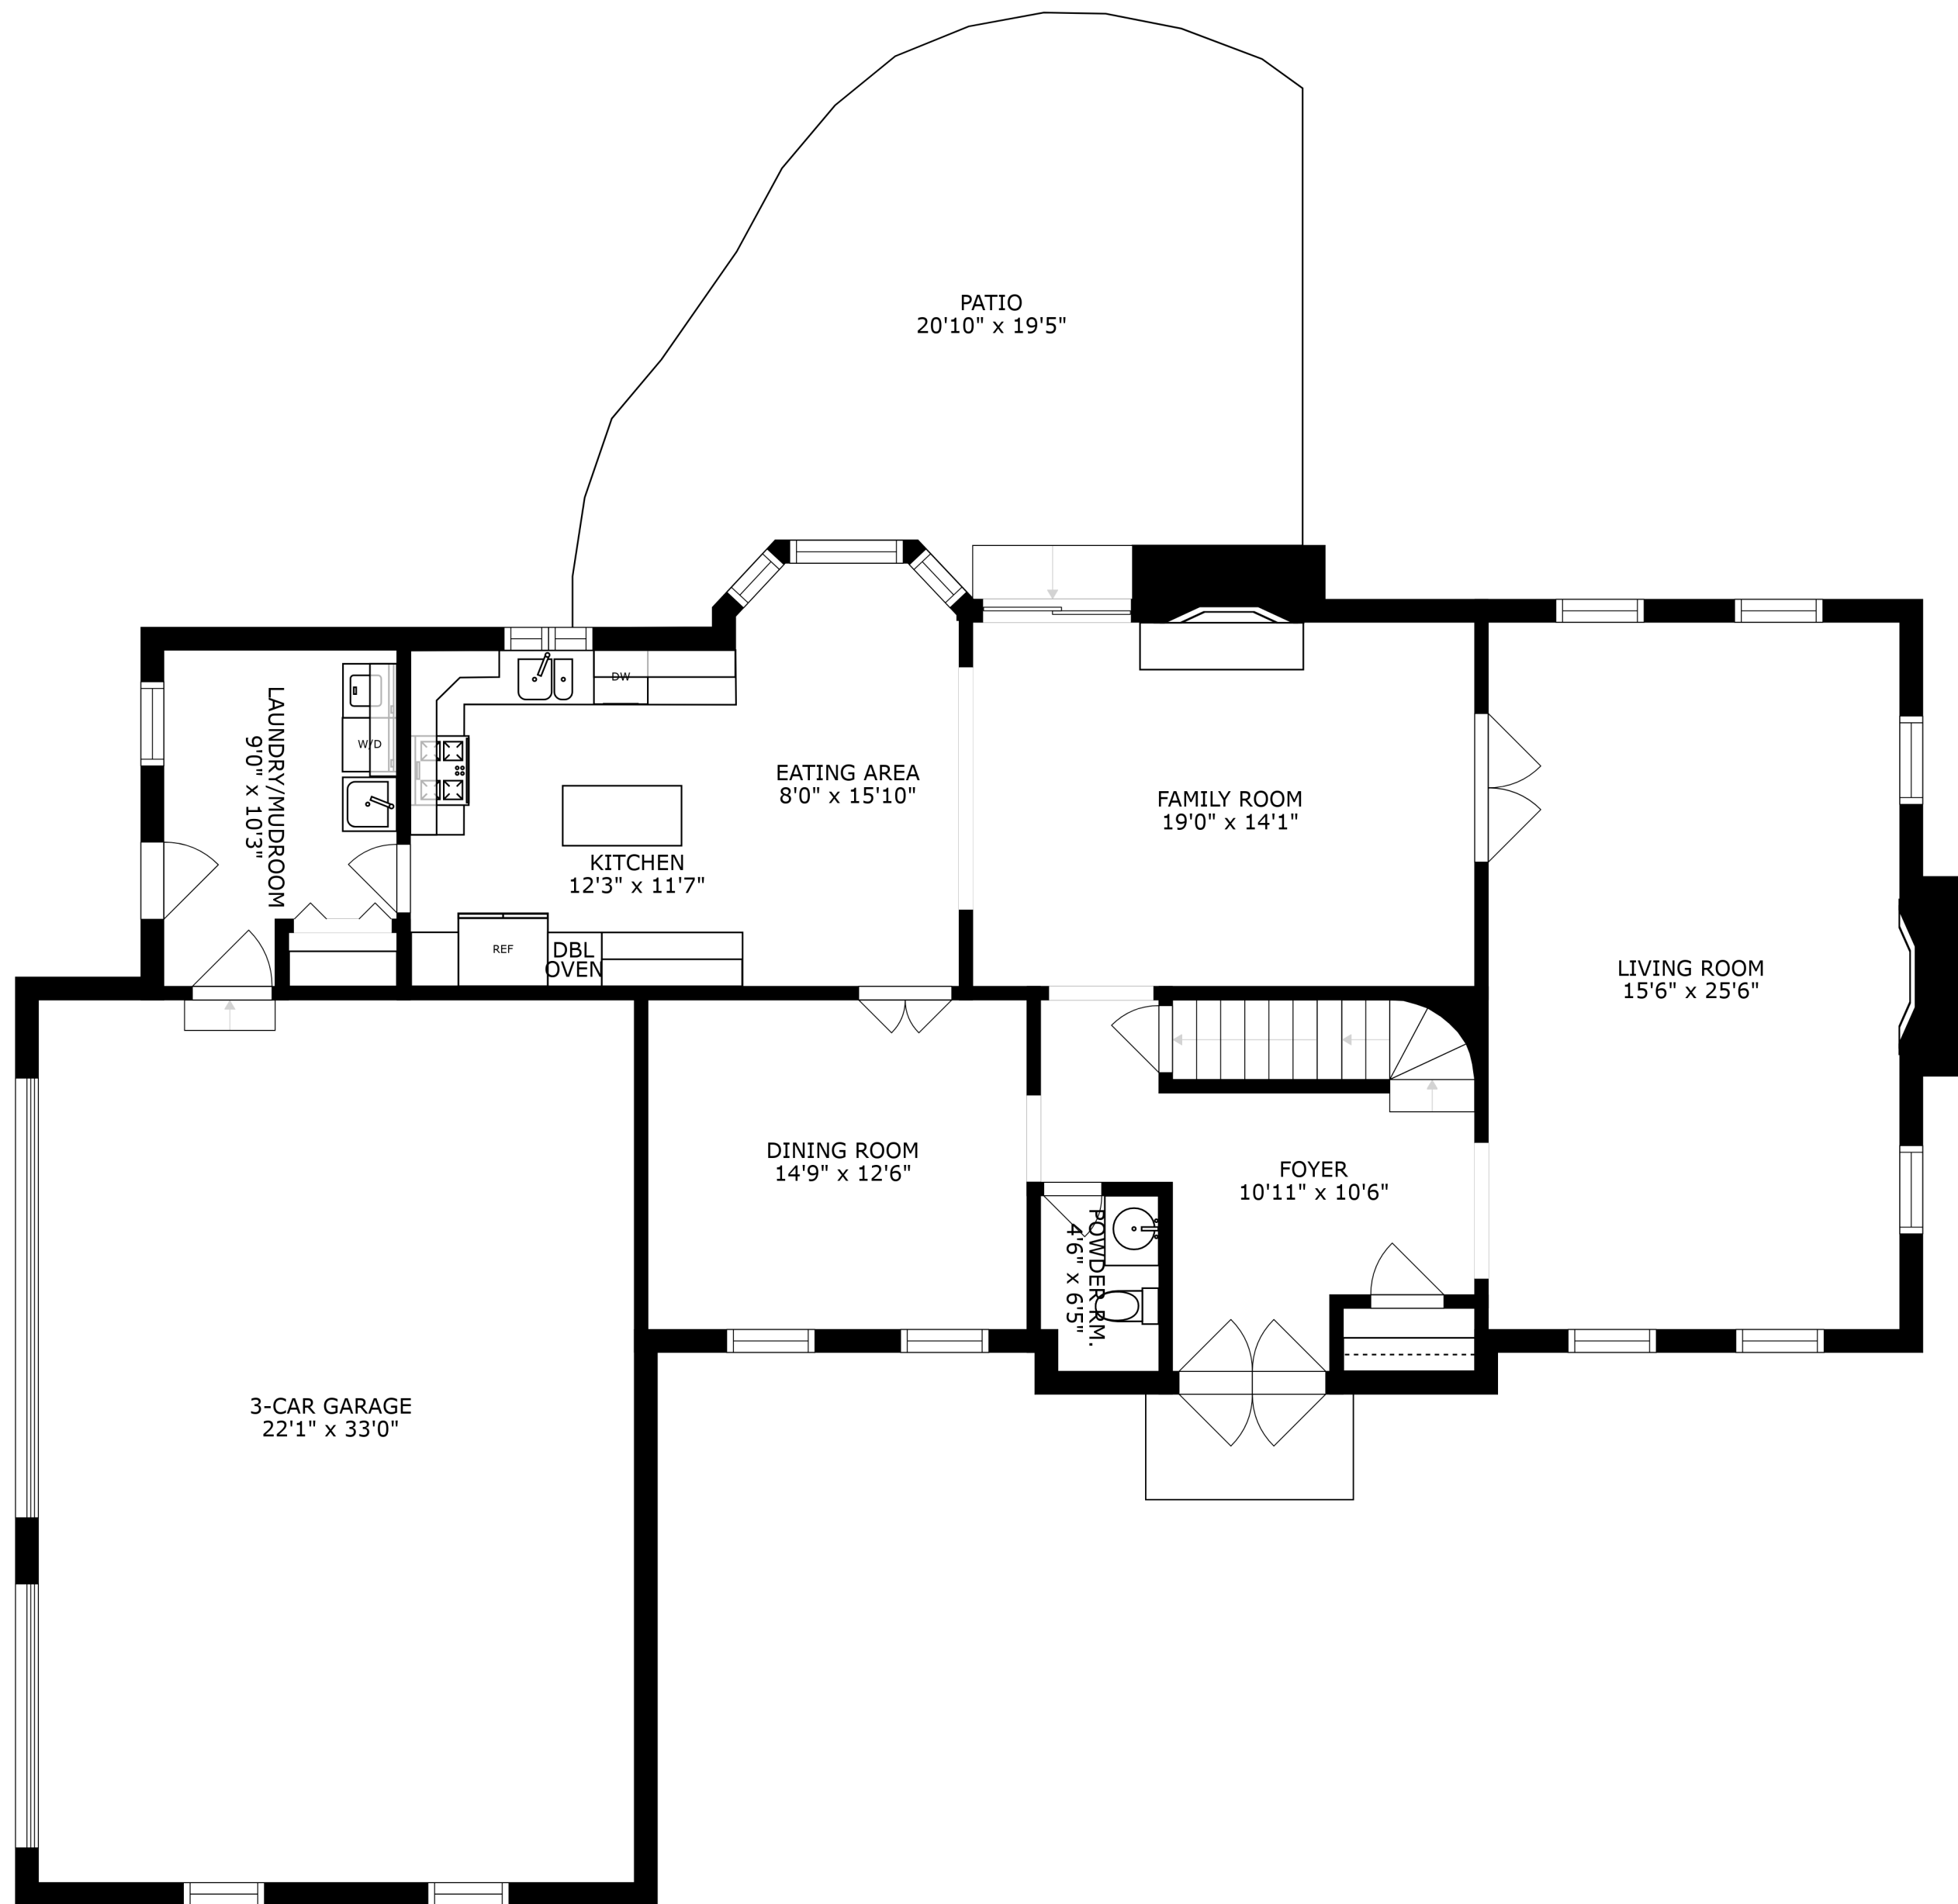 PATIO
20'10" x 19'5"
LAUNDRY/MUDROOM
9'0" x 10'3"
W/D
DW
EATING AREA
8'0" x 15'10"
FAMILY ROOM
19'0" x 14'1"
KITCHEN
12'3" x 11'7"
REF
DBL
OVEN
LIVING ROOM
15'6" x 25'6"
DINING ROOM
14'9" x 12'6"
FOYER
10'11" x 10'6"
POWDER RM.
4'6" x 6'5"
3-CAR GARAGE
22'1" x 33'0"